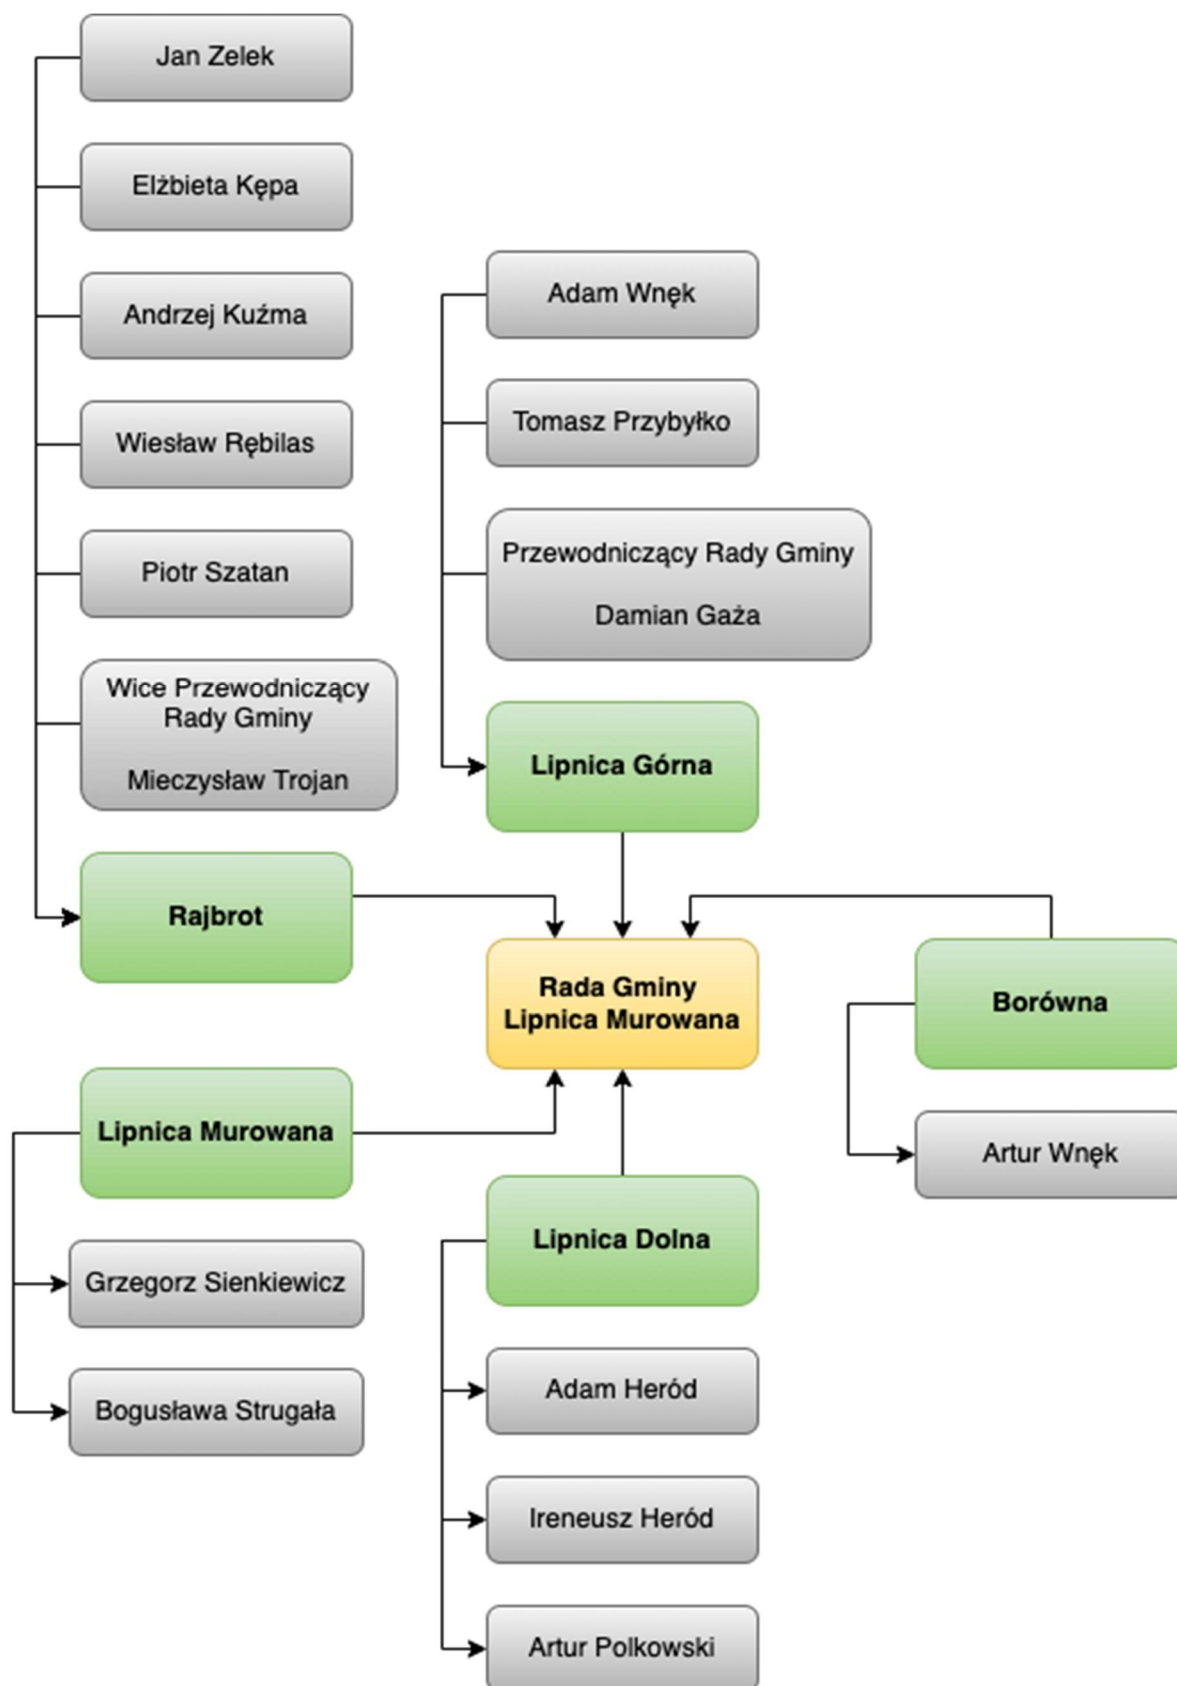 Jan Zelek
Elżbieta Kępa
Andrzej Kuźma
Wiesław Rębilas
Piotr Szatan
Wice Przewodniczący
Rady Gminy
Mieczysław Trojan
Rajbrot
Adam Wnęk
Tomasz Przybyłko
Przewodniczący Rady Gminy
Damian Gaża
Lipnica Górna
Rada Gminy
Lipnica Murowana
Borówna
Artur Wnęk
Lipnica Murowana
Grzegorz Sienkiewicz
Bogusława Strugała
Lipnica Dolna
Adam Heród
Ireneusz Heród
Artur Polkowski